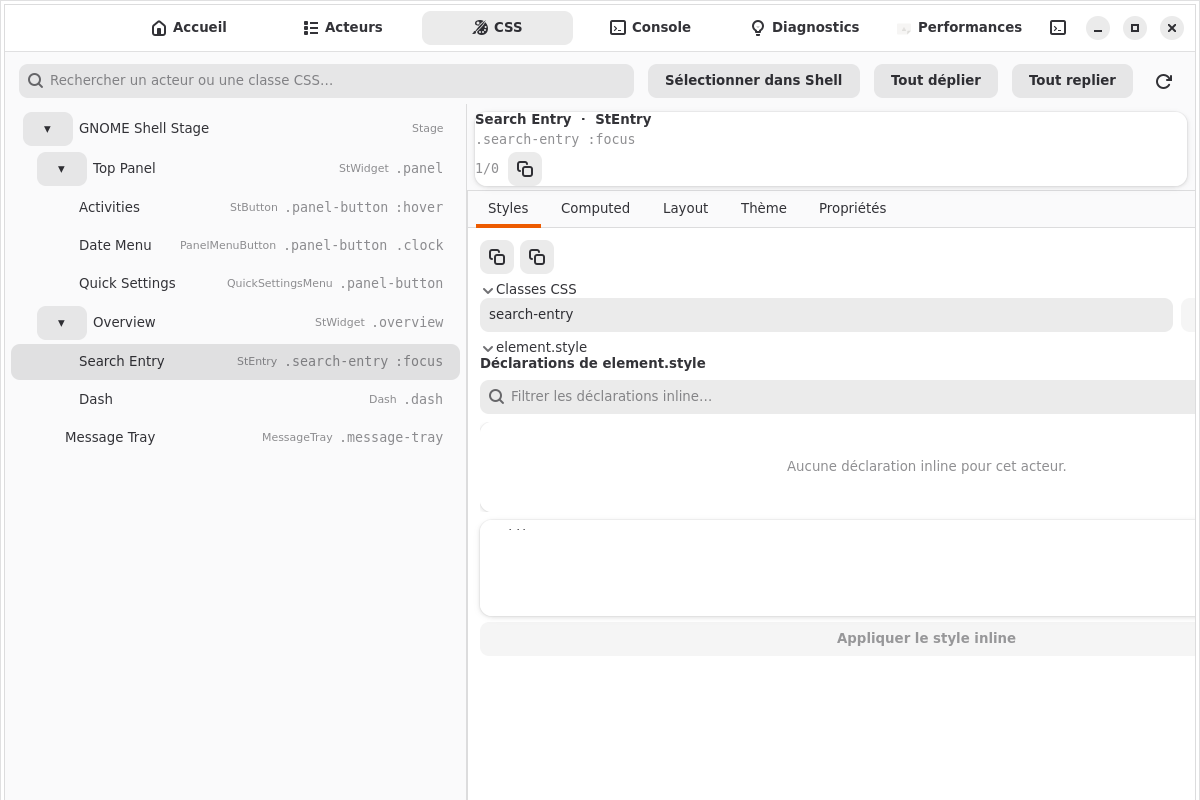 Accueil
Acteurs
CSS
Console
Diagnostics
Performances
Rechercher un acteur ou une classe CSS…
Sélectionner dans Shell
Tout déplier
Tout replier
GNOME Shell Stage Stage
Top Panel StWidget .panel
Activities StButton .panel-button :hover
Date Menu PanelMenuButton .panel-button .clock
Quick Settings QuickSettingsMenu .panel-button
Overview StWidget .overview
Search Entry StEntry .search-entry :focus
Dash Dash .dash
Message Tray MessageTray .message-tray
Search Entry · StEntry
.search-entry :focus
1/0
Styles Computed Layout Thème Propriétés
Classes CSS
search-entry
element.style
Déclarations de element.style
Filtrer les déclarations inline…
Aucune déclaration inline pour cet acteur.
Appliquer le style inline